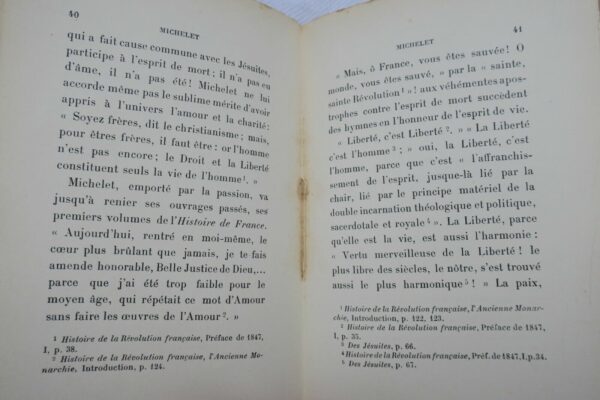 40
MICHELET
qui a fait cause commune avec les Jésuites,
participe à l'esprit de mort; il n'a pas eu
d'âme, il n'a pas été! Michelet ne lui
accorde même pas le sublime mérite d'avoir
appris à l'univers l'amour et la charité:
« Soyez frères, dit le christianisme; mais,
pour êtres frères, il faut être : or l'homme
n'est pas encore; le Droit et la Liberté
constituent seuls la vie de l'homme¹. »
Michelet, emporté par la passion, va
jusqu'à renier ses ouvrages passés, ses
premiers volumes de l'Histoire de France.
« Aujourd'hui, rentré en moi-même, le
cœur plus brûlant que jamais, je te fais
amende honorable, Belle Justice de Dieu,...
parce que j'ai été trop faible pour le
moyen âge, qui répétait ce mot d'Amour
sans faire les œuvres de l'Amour². »
¹ Histoire de la Révolution française, Préface de 1847,
I, p. 38.
² Histoire de la Révolution française, l'Ancienne Mo-
narchie, Introduction, p. 124.
MICHELET
41
« Mais, ô France, vous êtes sauvée! O
monde, vous êtes sauvé, » par la « sainte,
sainte Révolution¹ »! aux véhémentes apos-
trophes contre l'esprit de mort succèdent
des hymnes en l'honneur de l'esprit de vie.
« Liberté, c'est Liberté². » « La Liberté
c'est l'homme³ »; oui, la Liberté, c'est
l'homme, parce que c'est « l'affranchis-
sement de l'esprit, jusque-là lié par la
chair, lié par le principe matériel de la
double incarnation théologique et politique,
sacerdotale et royale⁴ ». La Liberté, parce
qu'elle est la vie, est aussi l'harmonie :
« Vertu merveilleuse de la Liberté! le
plus libre des siècles, le nôtre, s'est trouvé
aussi le plus harmonique⁵! » La paix,
¹ Histoire de la Révolution française, l'Ancienne Monar-
chie, Introduction, p. 122, 123.
² Histoire de la Révolution française, Préface de 1847,
I, p. 35.
³ Des Jésuites, p. 66.
⁴ Histoire de la Révolution française, Préf. de 1847, I, p. 34.
⁵ Des Jésuites, p. 67.